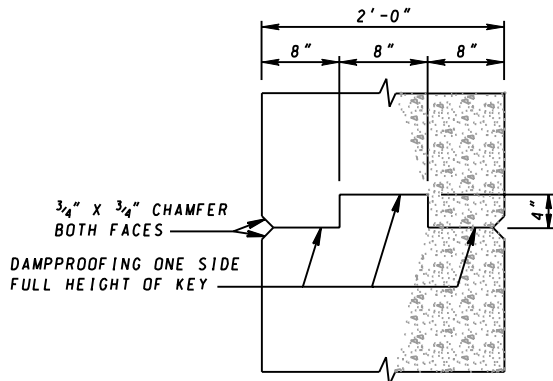 2'-0"
8" 8" 8"
4"
3/4" X 3/4" CHAMFER
BOTH FACES
DAMPPROOFING ONE SIDE
FULL HEIGHT OF KEY